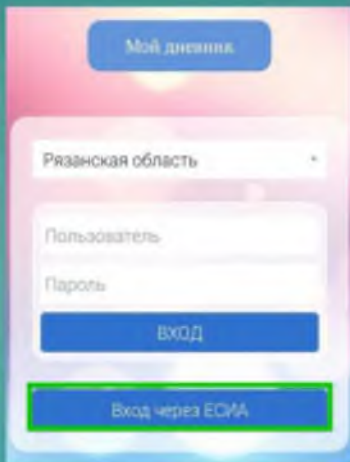 Мой дневник
Рязанская область
Пользователь
Пароль
ВХОД
Вход через ЕСИА